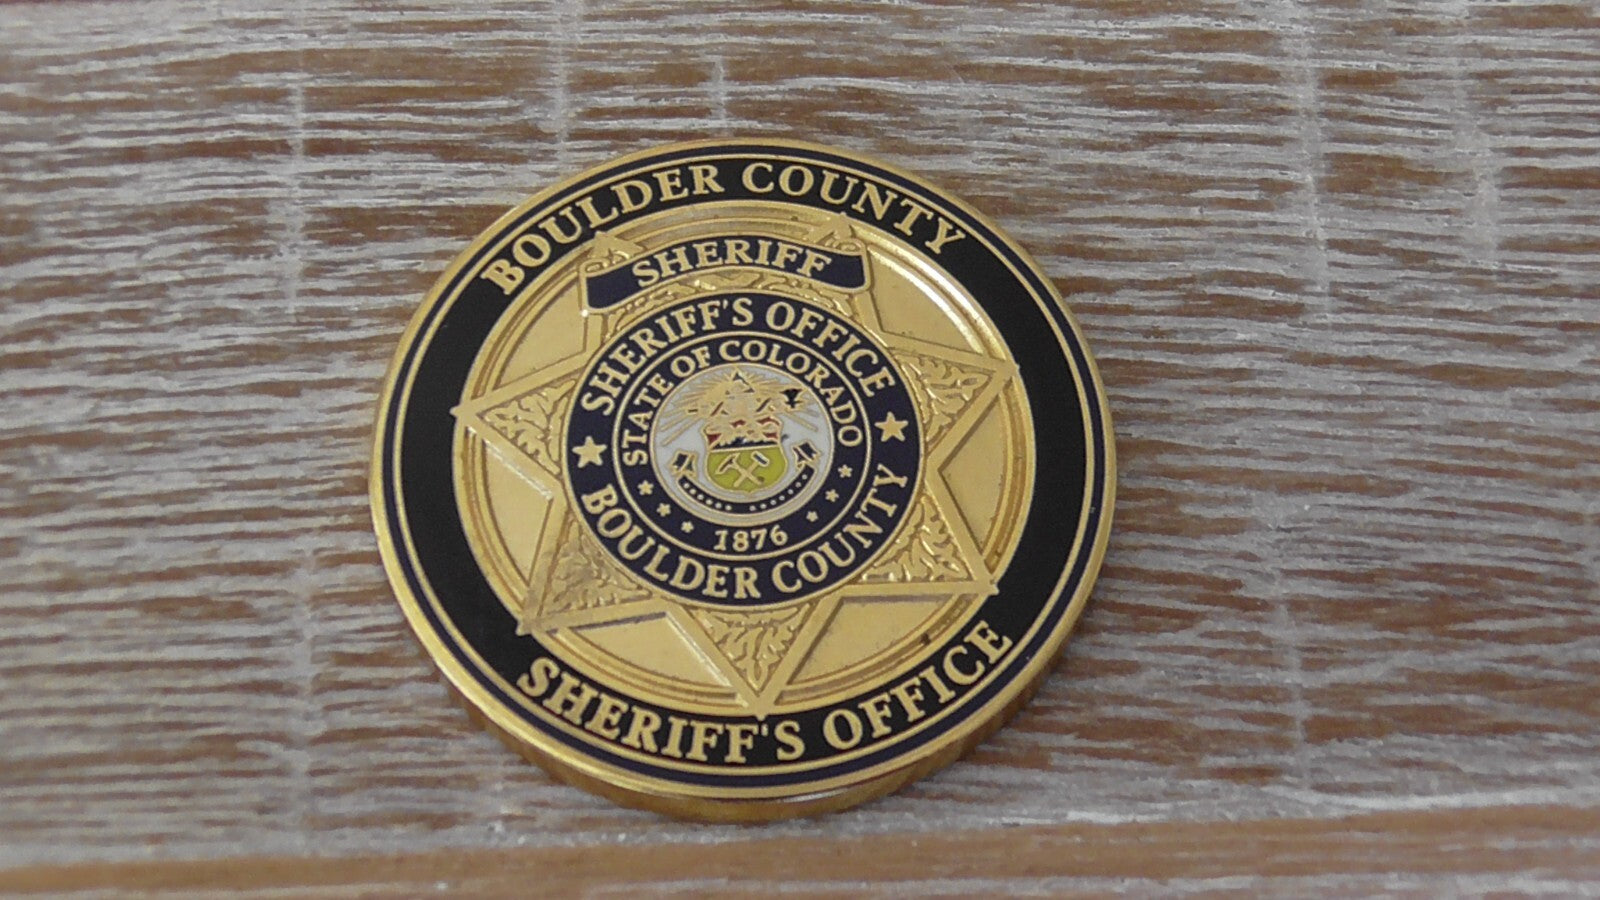 BOULDER COUNTY
SHERIFF
SHERIFF'S OFFICE
STATE OF COLORADO
1876
BOULDER COUNTY
SHERIFF'S OFFICE